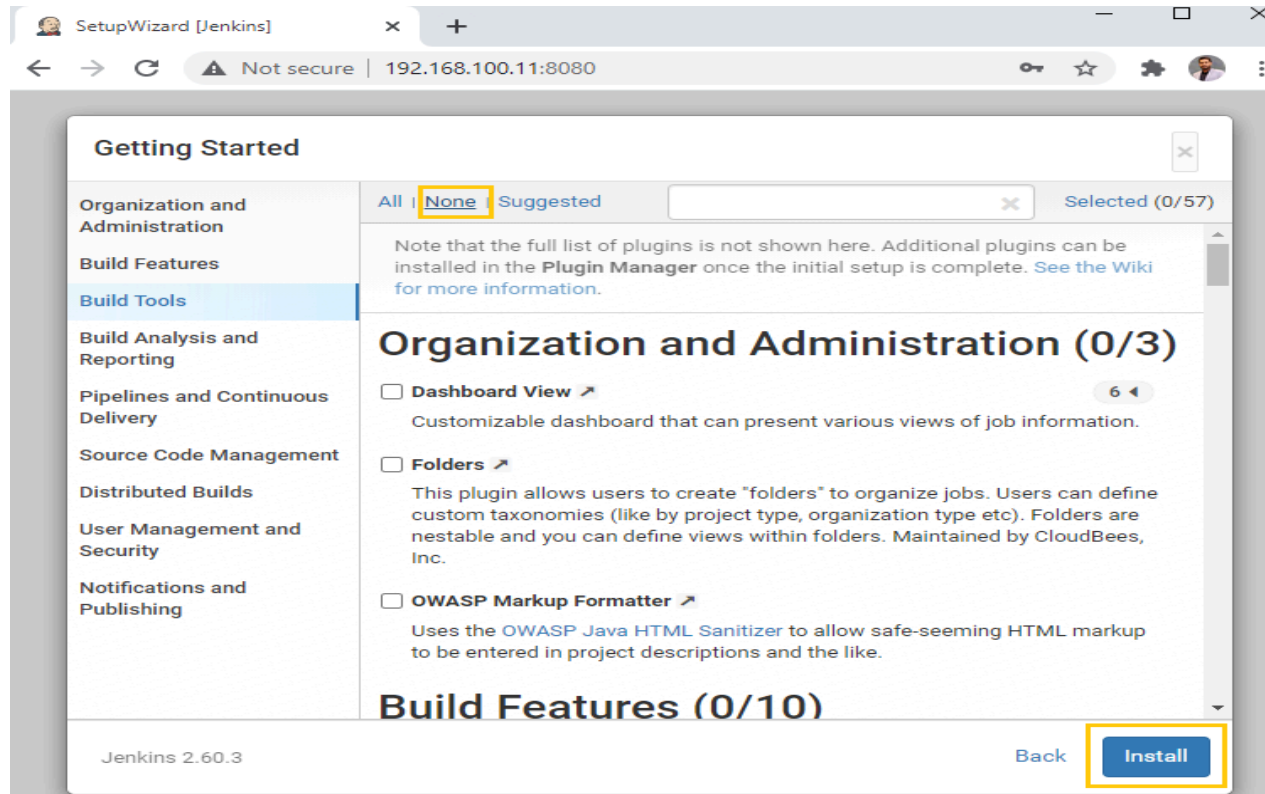 SetupWizard [Jenkins]
Not secure | 192.168.100.11:8080
Getting Started
Organization and
Administration
Build Features
Build Tools
Build Analysis and
Reporting
Pipelines and Continuous
Delivery
Source Code Management
Distributed Builds
User Management and
Security
Notifications and
Publishing
All | None | Suggested
Selected (0/57)
Note that the full list of plugins is not shown here. Additional plugins can be
installed in the Plugin Manager once the initial setup is complete. See the Wiki
for more information.
Organization and Administration (0/3)
Dashboard View
6
Customizable dashboard that can present various views of job information.
Folders
This plugin allows users to create "folders" to organize jobs. Users can define
custom taxonomies (like by project type, organization type etc). Folders are
nestable and you can define views within folders. Maintained by CloudBees,
Inc.
OWASP Markup Formatter
Uses the OWASP Java HTML Sanitizer to allow safe-seeming HTML markup
to be entered in project descriptions and the like.
Build Features (0/10)
Jenkins 2.60.3
Back
Install